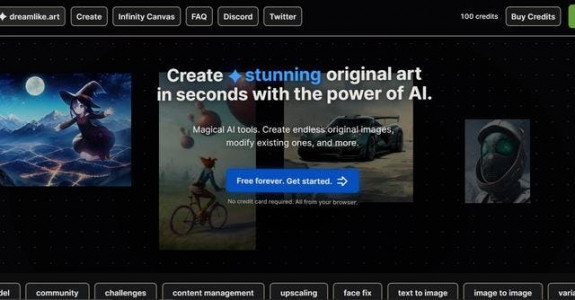 dreamlike.art Create Infinity Canvas FAQ Discord Twitter 100 credits Buy Credits
Create stunning original art
in seconds with the power of AI.
Magical AI tools. Create endless original images,
modify existing ones, and more.
Free forever. Get started.
No credit card required. All from your browser.
community challenges content management upscaling face fix text to image image to image